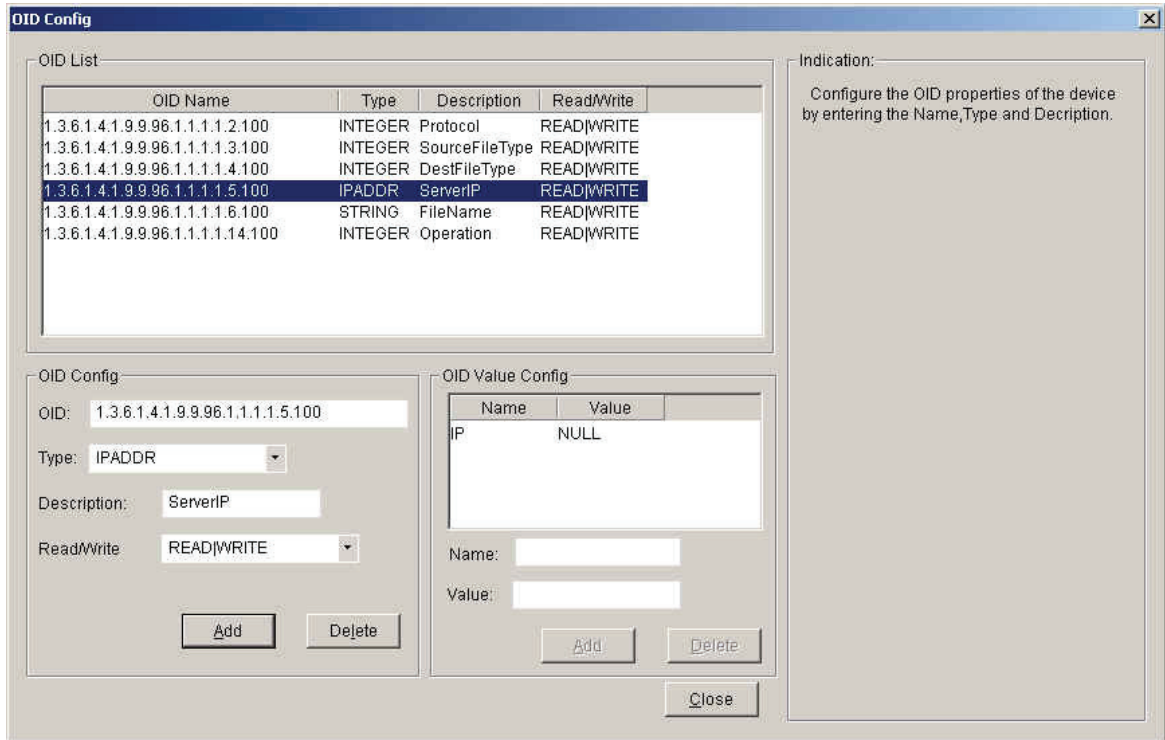 OID Config
OID List
OID Name Type Description Read/Write
1.3.6.1.4.1.9.9.96.1.1.1.1.2.100 INTEGER Protocol READ|WRITE
1.3.6.1.4.1.9.9.96.1.1.1.1.3.100 INTEGER SourceFileType READ|WRITE
1.3.6.1.4.1.9.9.96.1.1.1.1.4.100 INTEGER DestFileType READ|WRITE
1.3.6.1.4.1.9.9.96.1.1.1.1.5.100 IPADDR ServerIP READ|WRITE
1.3.6.1.4.1.9.9.96.1.1.1.1.6.100 STRING FileName READ|WRITE
1.3.6.1.4.1.9.9.96.1.1.1.1.14.100 INTEGER Operation READ|WRITE
Indication:
Configure the OID properties of the device
by entering the Name,Type and Decription.
OID Config
OID: 1.3.6.1.4.1.9.9.96.1.1.1.1.5.100
Type: IPADDR
Description: ServerIP
Read/Write READ|WRITE
Add Delete
OID Value Config
Name Value
IP NULL
Name:
Value:
Add Delete
Close